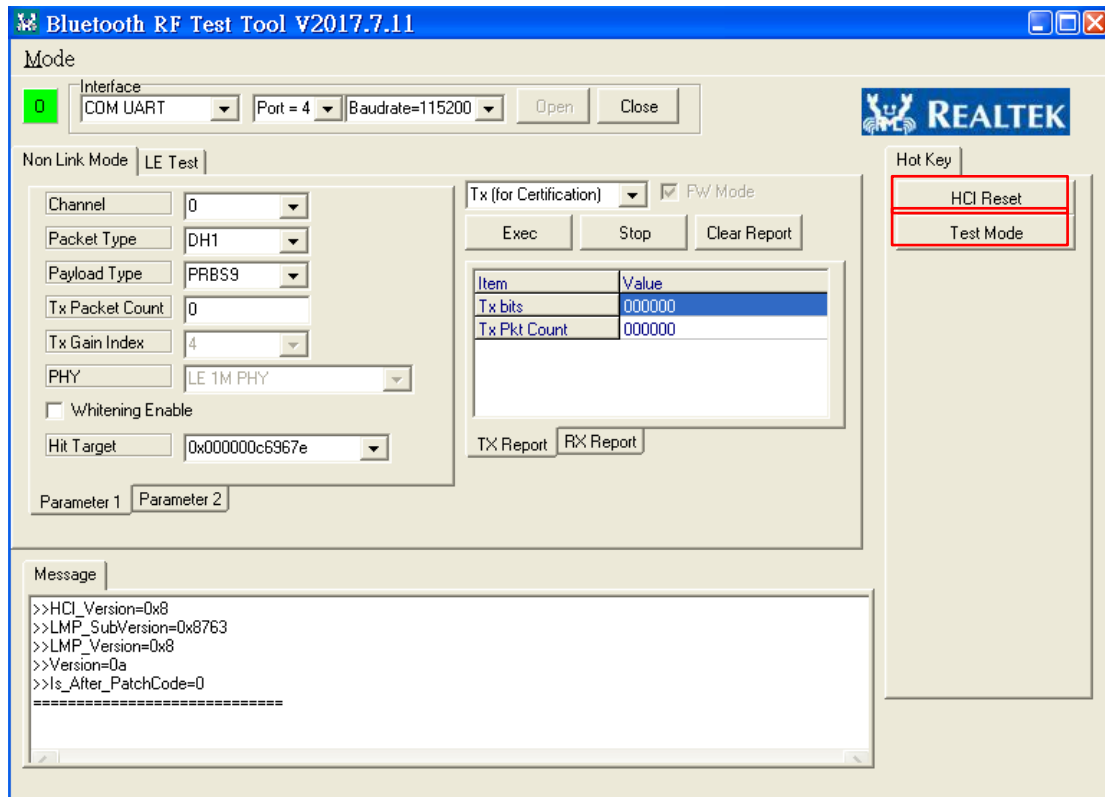 Bluetooth RF Test Tool V2017.7.11
Mode
Interface
0 COM UART Port = 4 Baudrate=115200 Open Close
REALTEK
Non Link Mode LE Test
Hot Key
Channel 0
Packet Type DH1
Payload Type PRBS9
Tx Packet Count 0
Tx Gain Index 4
PHY LE 1M PHY
Whitening Enable
Hit Target 0x000000c6967e
Parameter 1 Parameter 2
Tx (for Certification) FW Mode
Exec Stop Clear Report
Item Value
Tx bits 000000
Tx Pkt Count 000000
TX Report RX Report
HCI Reset
Test Mode
Message
>>HCI_Version=0x8
>>LMP_SubVersion=0x8763
>>LMP_Version=0x8
>>Version=0a
>>Is_After_PatchCode=0
=============================